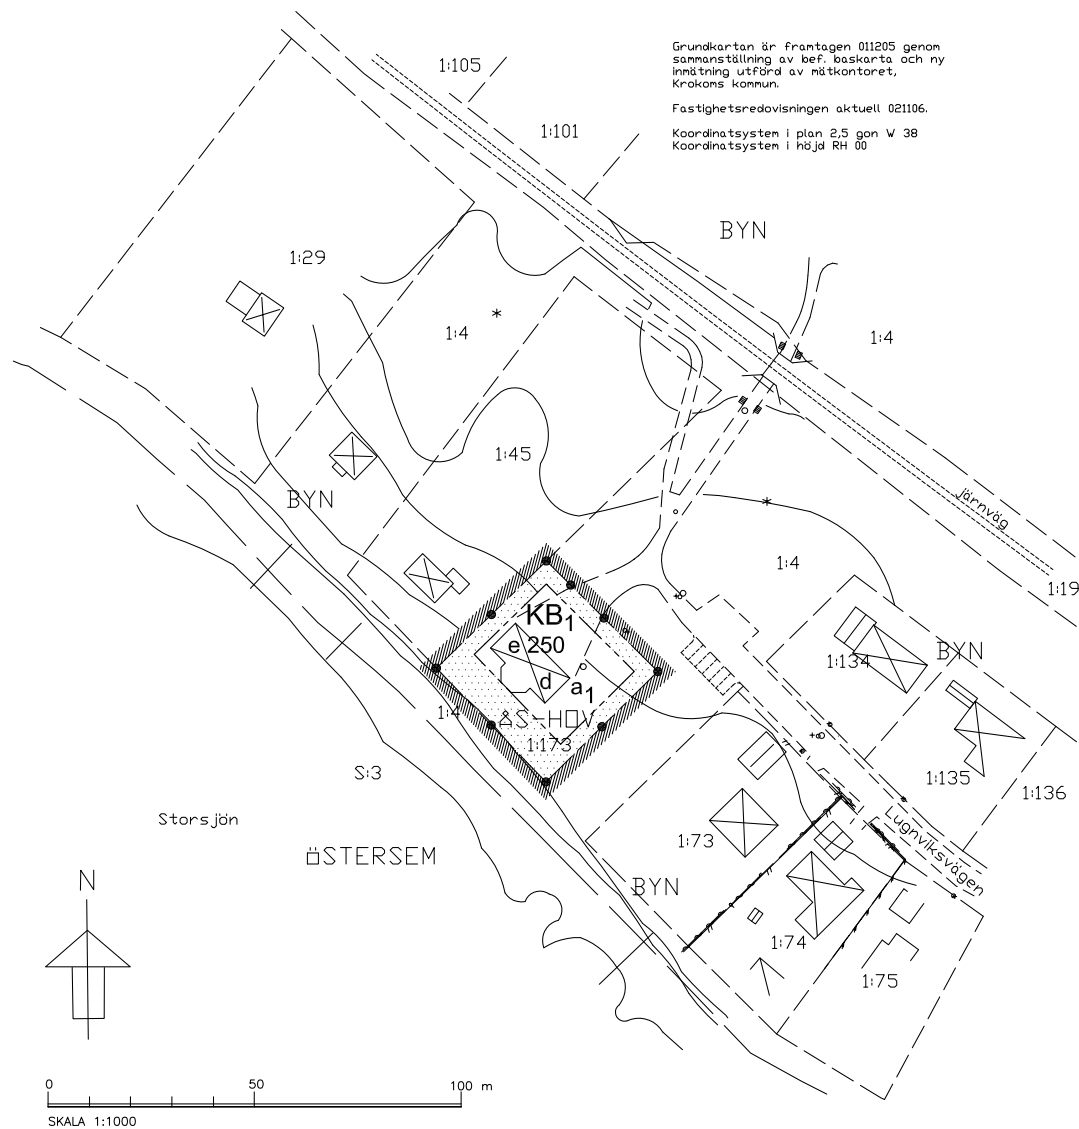 Grundkartan är framtagen 011205 genom
sammanställning av bef. baskarta och ny
inmätning utförd av mätkontoret,
Krokoms kommun.
Fastighetsredovisningen aktuell 021106.
Koordinatsystem i plan 2,5 gon W 38
Koordinatsystem i höjd RH 00
1:105
1:101
BYN
1:29
1:4
1:4
1:45
BYN
järnväg
1:4
1:19
KB1
e 250
d
a1
1:134
BYN
1:4
ÅS-HOV
1:173
S:3
1:135
1:136
Storsjön
1:73
Lugnviksvägen
ÖSTERSEM
N
BYN
1:74
1:75
0
50
100 m
SKALA 1:1000